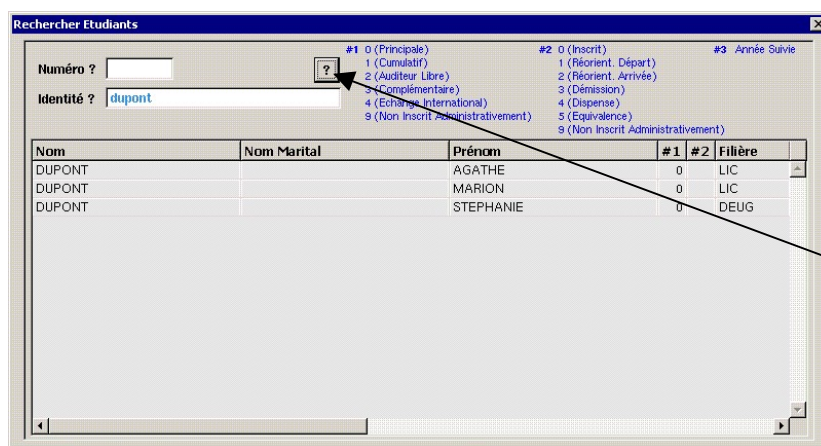 Rechercher Etudiants
Numéro ?
?
Identité ? dupont
#1 0 (Principale)
1 (Cumulatif)
2 (Auditeur Libre)
3 (Complémentaire)
4 (Echange International)
9 (Non Inscrit Administrativement)
#2 0 (Inscrit)
1 (Réorient. Départ)
2 (Réorient. Arrivée)
3 (Démission)
4 (Dispense)
5 (Equivalence)
9 (Non Inscrit Administrativement)
#3 Année Suivie
Nom Nom Marital Prénom #1 #2 Filière
DUPONT AGATHE 0 LIC
DUPONT MARION 0 LIC
DUPONT STEPHANIE 0 DEUG